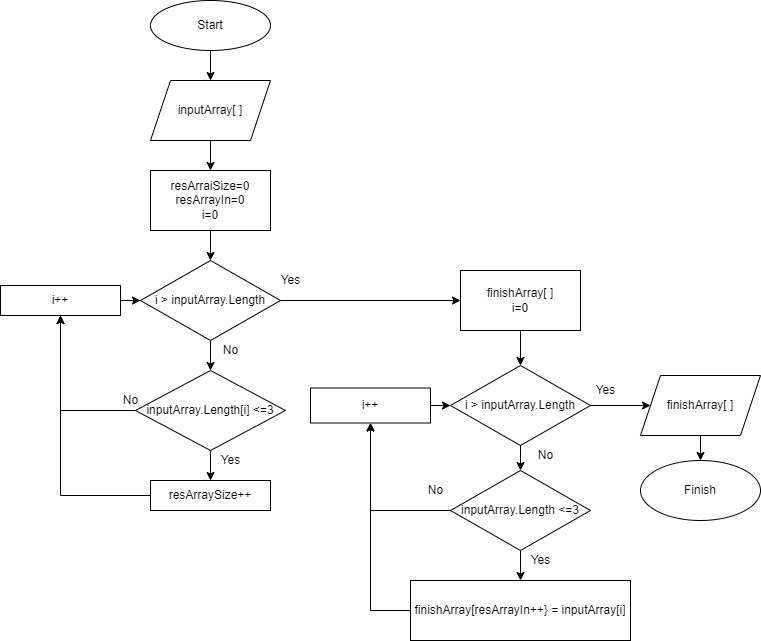 Start
inputArray[ ]
resArraiSize=0
resArrayIn=0
i=0
i++
i > inputArray.Length
Yes
No
inputArray.Length[i] <=3
No
Yes
resArraySize++
finishArray[ ]
i=0
i++
i > inputArray.Length
Yes
finishArray[ ]
Finish
No
inputArray.Length <=3
No
Yes
finishArray[resArrayIn++} = inputArray[i]